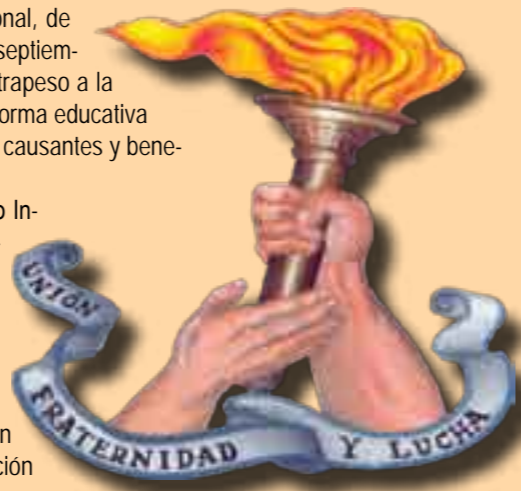 onal, de
septiem-
trapeso a la
orma educativa
causantes y bene-
o In-
n
ción
UNIÓN
FRATERNIDAD
Y LUCHA